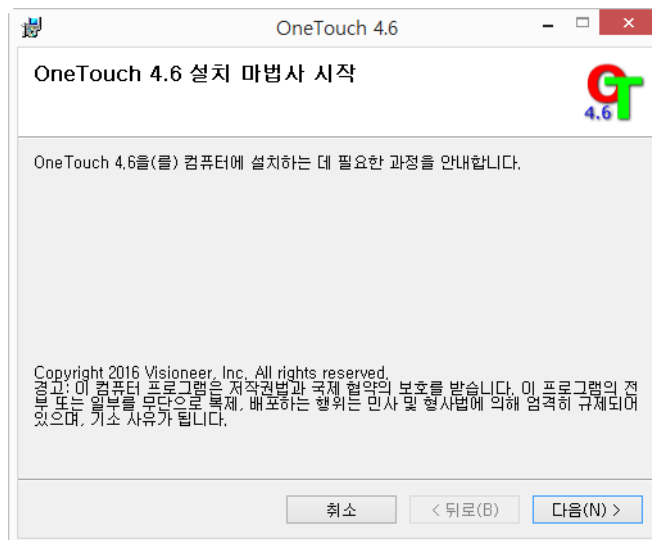 OneTouch 4.6
OneTouch 4.6 설치 마법사 시작
OT
4.6
OneTouch 4.6을(를) 컴퓨터에 설치하는 데 필요한 과정을 안내합니다.
Copyright 2016 Visioneer, Inc. All rights reserved.
경고: 이 컴퓨터 프로그램은 저작권법과 국제 협약의 보호를 받습니다. 이 프로그램의 전
부 또는 일부를 무단으로 복제, 배포하는 행위는 민사 및 형사법에 의해 엄격히 규제되어
있으며, 기소 사유가 됩니다.
취소
< 뒤로(B)
다음(N) >